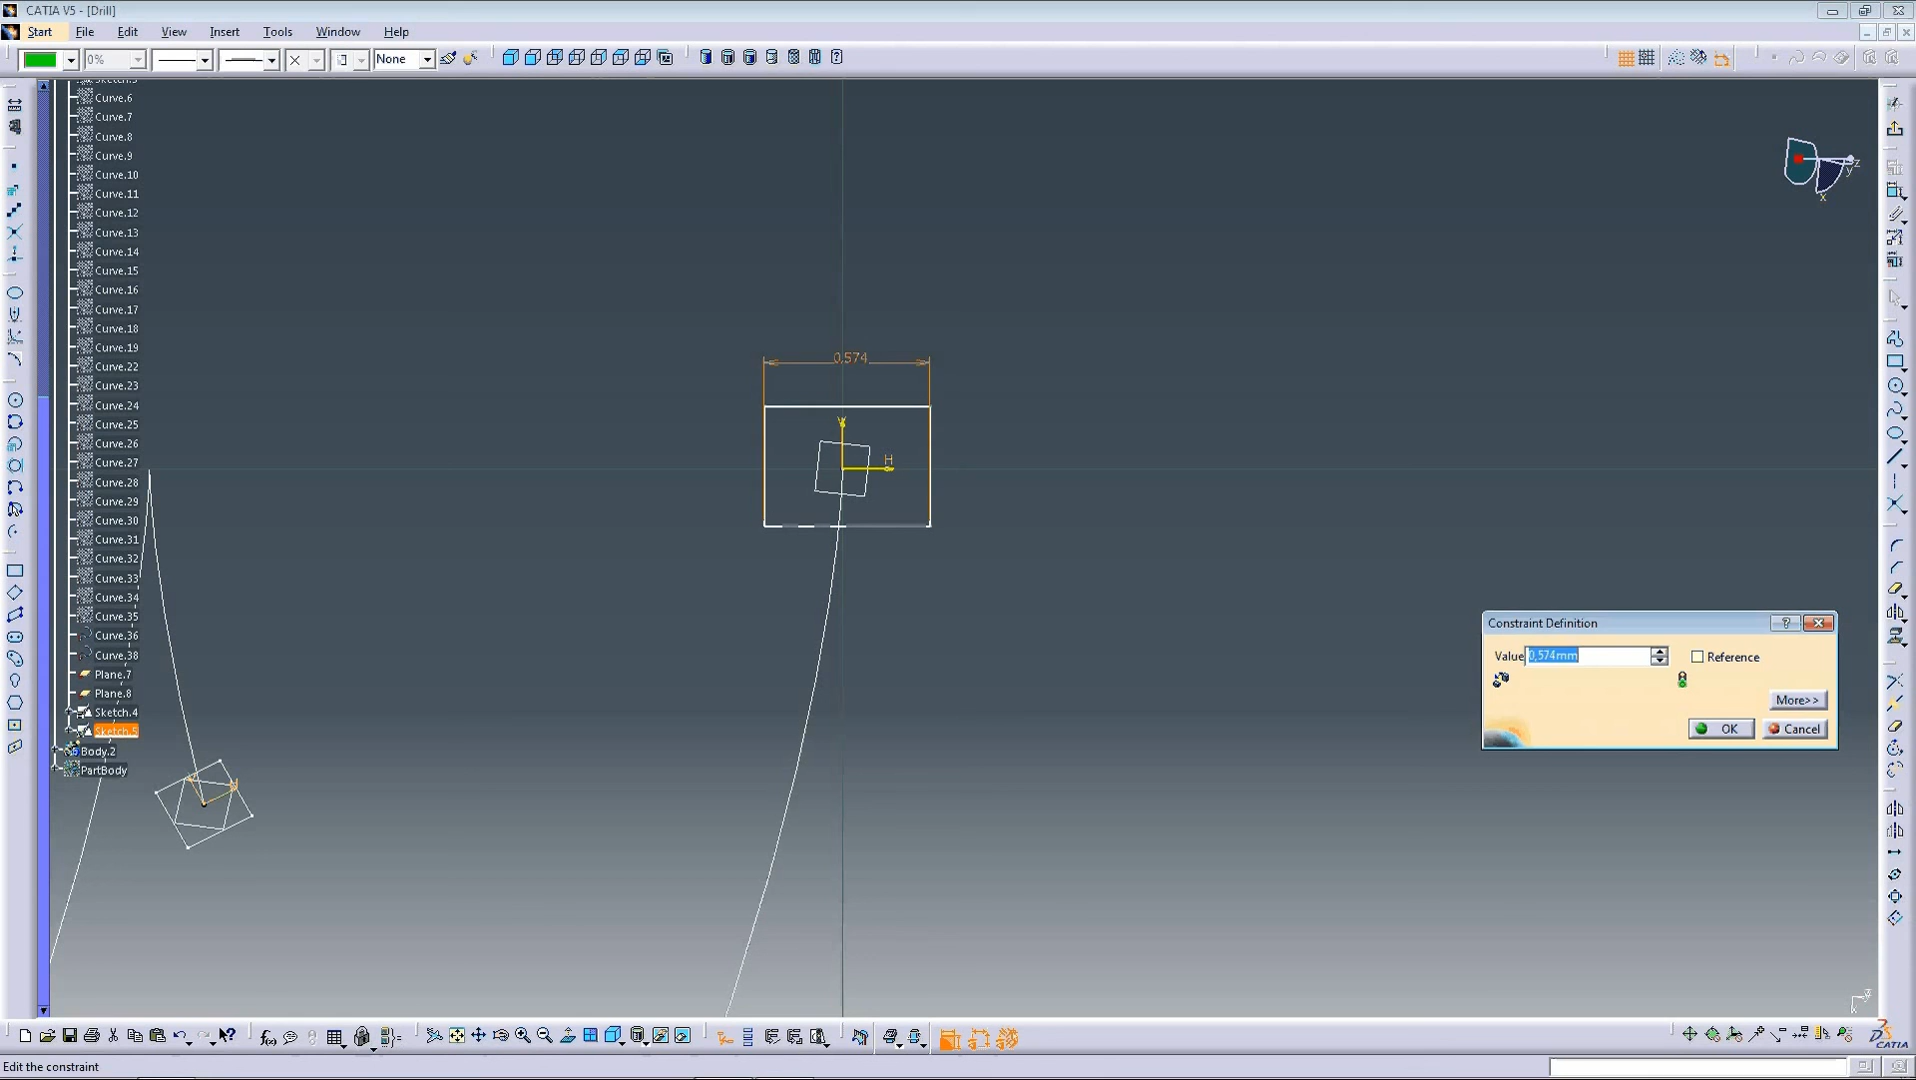 CATIA V5 - [Drill]
Start File Edit View Insert Tools Window Help
0% None
Curve.6
Curve.7
Curve.8
Curve.9
Curve.10
Curve.11
Curve.12
Curve.13
Curve.14
Curve.15
Curve.16
Curve.17
Curve.18
Curve.19
Curve.22
Curve.23
Curve.24
Curve.25
Curve.26
Curve.27
Curve.28
Curve.29
Curve.30
Curve.31
Curve.32
Curve.33
Curve.34
Curve.35
Curve.36
Curve.38
Plane.7
Plane.8
Sketch.4
Sketch.5
Body.2
PartBody
0,574
V
H
z
y
x
Constraint Definition
Value 0,574mm Reference
More>>
OK Cancel
CATIA
Edit the constraint